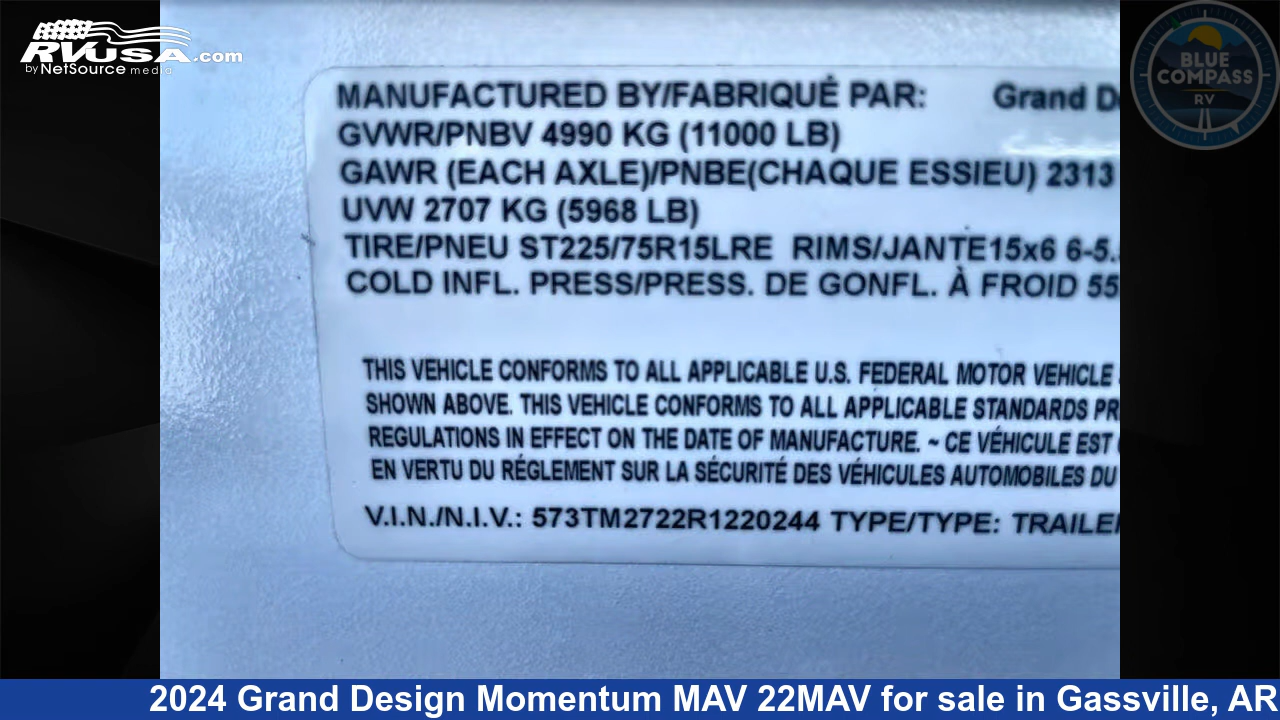 RVUSA.com
by NetSource media
BLUE
COMPASS
RV
MANUFACTURED BY/FABRIQUÉ PAR: Grand
GVWR/PNBV 4990 KG (11000 LB)
GAWR (EACH AXLE)/PNBE(CHAQUE ESSIEU) 2313
UVW 2707 KG (5968 LB)
TIRE/PNEU ST225/75R15LRE RIMS/JANTE15x6 6-5.
COLD INFL. PRESS/PRESS. DE GONFL. À FROID 55
THIS VEHICLE CONFORMS TO ALL APPLICABLE U.S. FEDERAL MOTOR VEHICLE
SHOWN ABOVE. THIS VEHICLE CONFORMS TO ALL APPLICABLE STANDARDS PR
REGULATIONS IN EFFECT ON THE DATE OF MANUFACTURE. ~ CE VÉHICULE EST
EN VERTU DU RÉGLEMENT SUR LA SÉCURITÉ DES VÉHICULES AUTOMOBILES DU
V.I.N./N.I.V.: 573TM2722R1220244 TYPE/TYPE: TRAILE
2024 Grand Design Momentum MAV 22MAV for sale in Gassville, AR